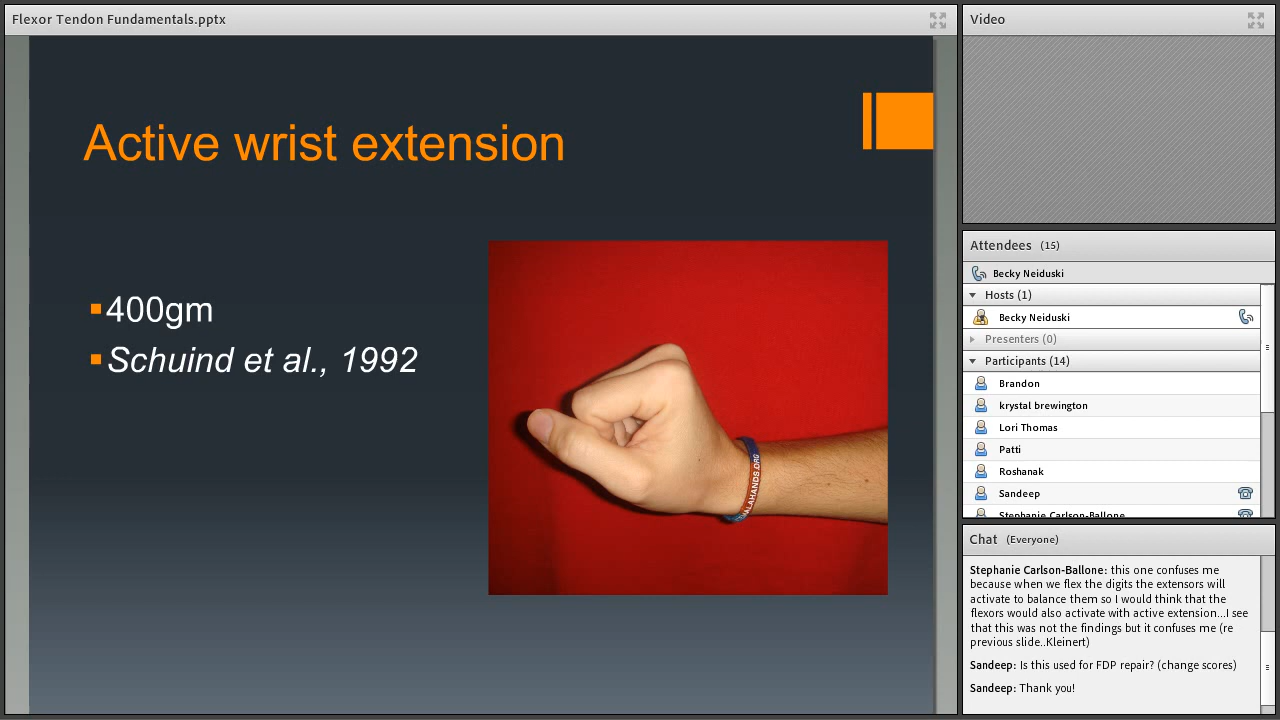 Flexor Tendon Fundamentals.pptx
Active wrist extension
400gm
Schuind et al., 1992
ALAHANDS.ORG
Video
Attendees (15)
Becky Neiduski
Hosts (1)
Becky Neiduski
Presenters (0)
Participants (14)
Brandon
krystal brewington
Lori Thomas
Patti
Roshanak
Sandeep
Stephanie Carlson-Ballone
Chat (Everyone)
Stephanie Carlson-Ballone: this one confuses me
because when we flex the digits the extensors will
activate to balance them so I would think that the
flexors would also activate with active extension...I see
that this was not the findings but it confuses me (re
previous slide..Kleinert)
Sandeep: Is this used for FDP repair? (change scores)
Sandeep: Thank you!